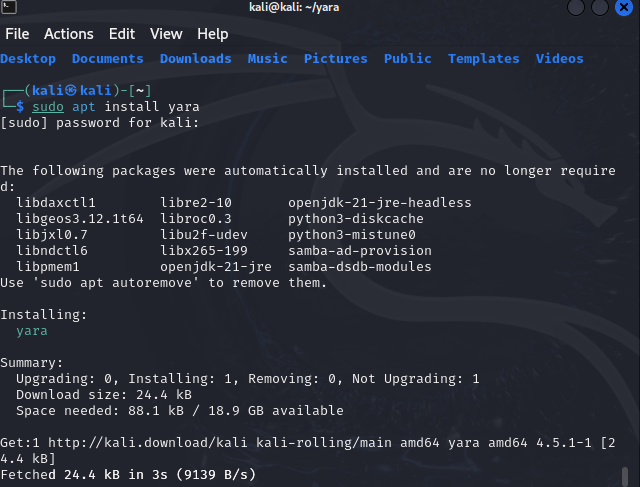 kali@kali: ~/yara
File Actions Edit View Help
Desktop Documents Downloads Music Pictures Public Templates Videos
┌──(kali㉿kali)-[~]
└─$ sudo apt install yara
[sudo] password for kali:
The following packages were automatically installed and are no longer require
d:
  libdaxctl1        libre2-10       openjdk-21-jre-headless
  libgeos3.12.1t64  libroc0.3       python3-diskcache
  libjxl0.7         libu2f-udev     python3-mistune0
  libndctl6         libx265-199     samba-ad-provision
  libpmem1          openjdk-21-jre  samba-dsdb-modules
Use 'sudo apt autoremove' to remove them.
Installing:
  yara
Summary:
  Upgrading: 0, Installing: 1, Removing: 0, Not Upgrading: 1
  Download size: 24.4 kB
  Space needed: 88.1 kB / 18.9 GB available
Get:1 http://kali.download/kali kali-rolling/main amd64 yara amd64 4.5.1-1 [2
4.4 kB]
Fetched 24.4 kB in 3s (9139 B/s)